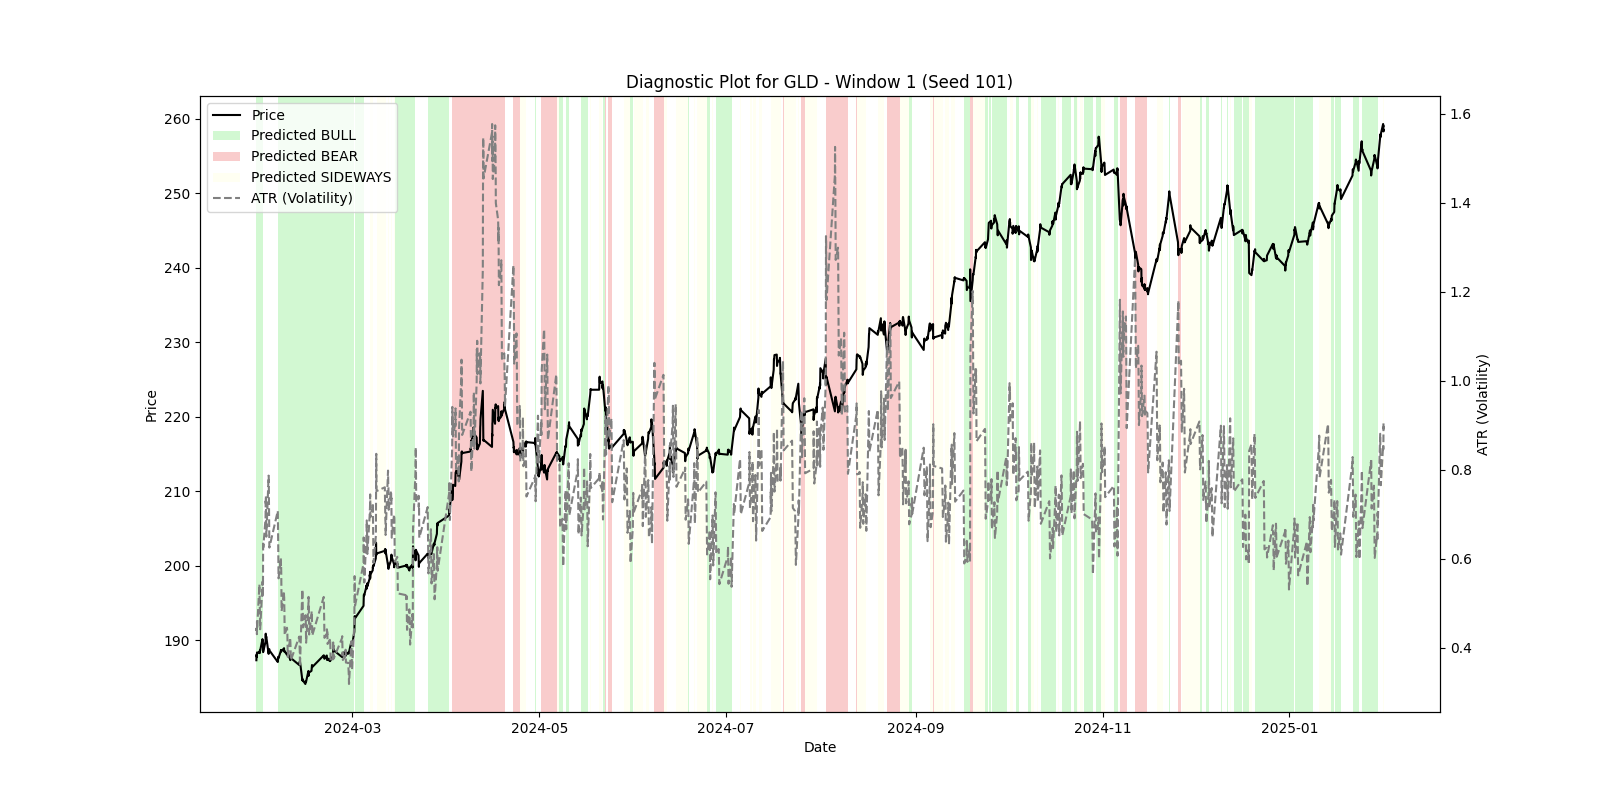 Diagnostic Plot for GLD - Window 1 (Seed 101)
Price
Predicted BULL
Predicted BEAR
Predicted SIDEWAYS
ATR (Volatility)
260
250
240
230
220
210
200
190
Price
1.6
1.4
1.2
1.0
0.8
0.6
0.4
ATR (Volatility)
2024-03
2024-05
2024-07
2024-09
2024-11
2025-01
Date